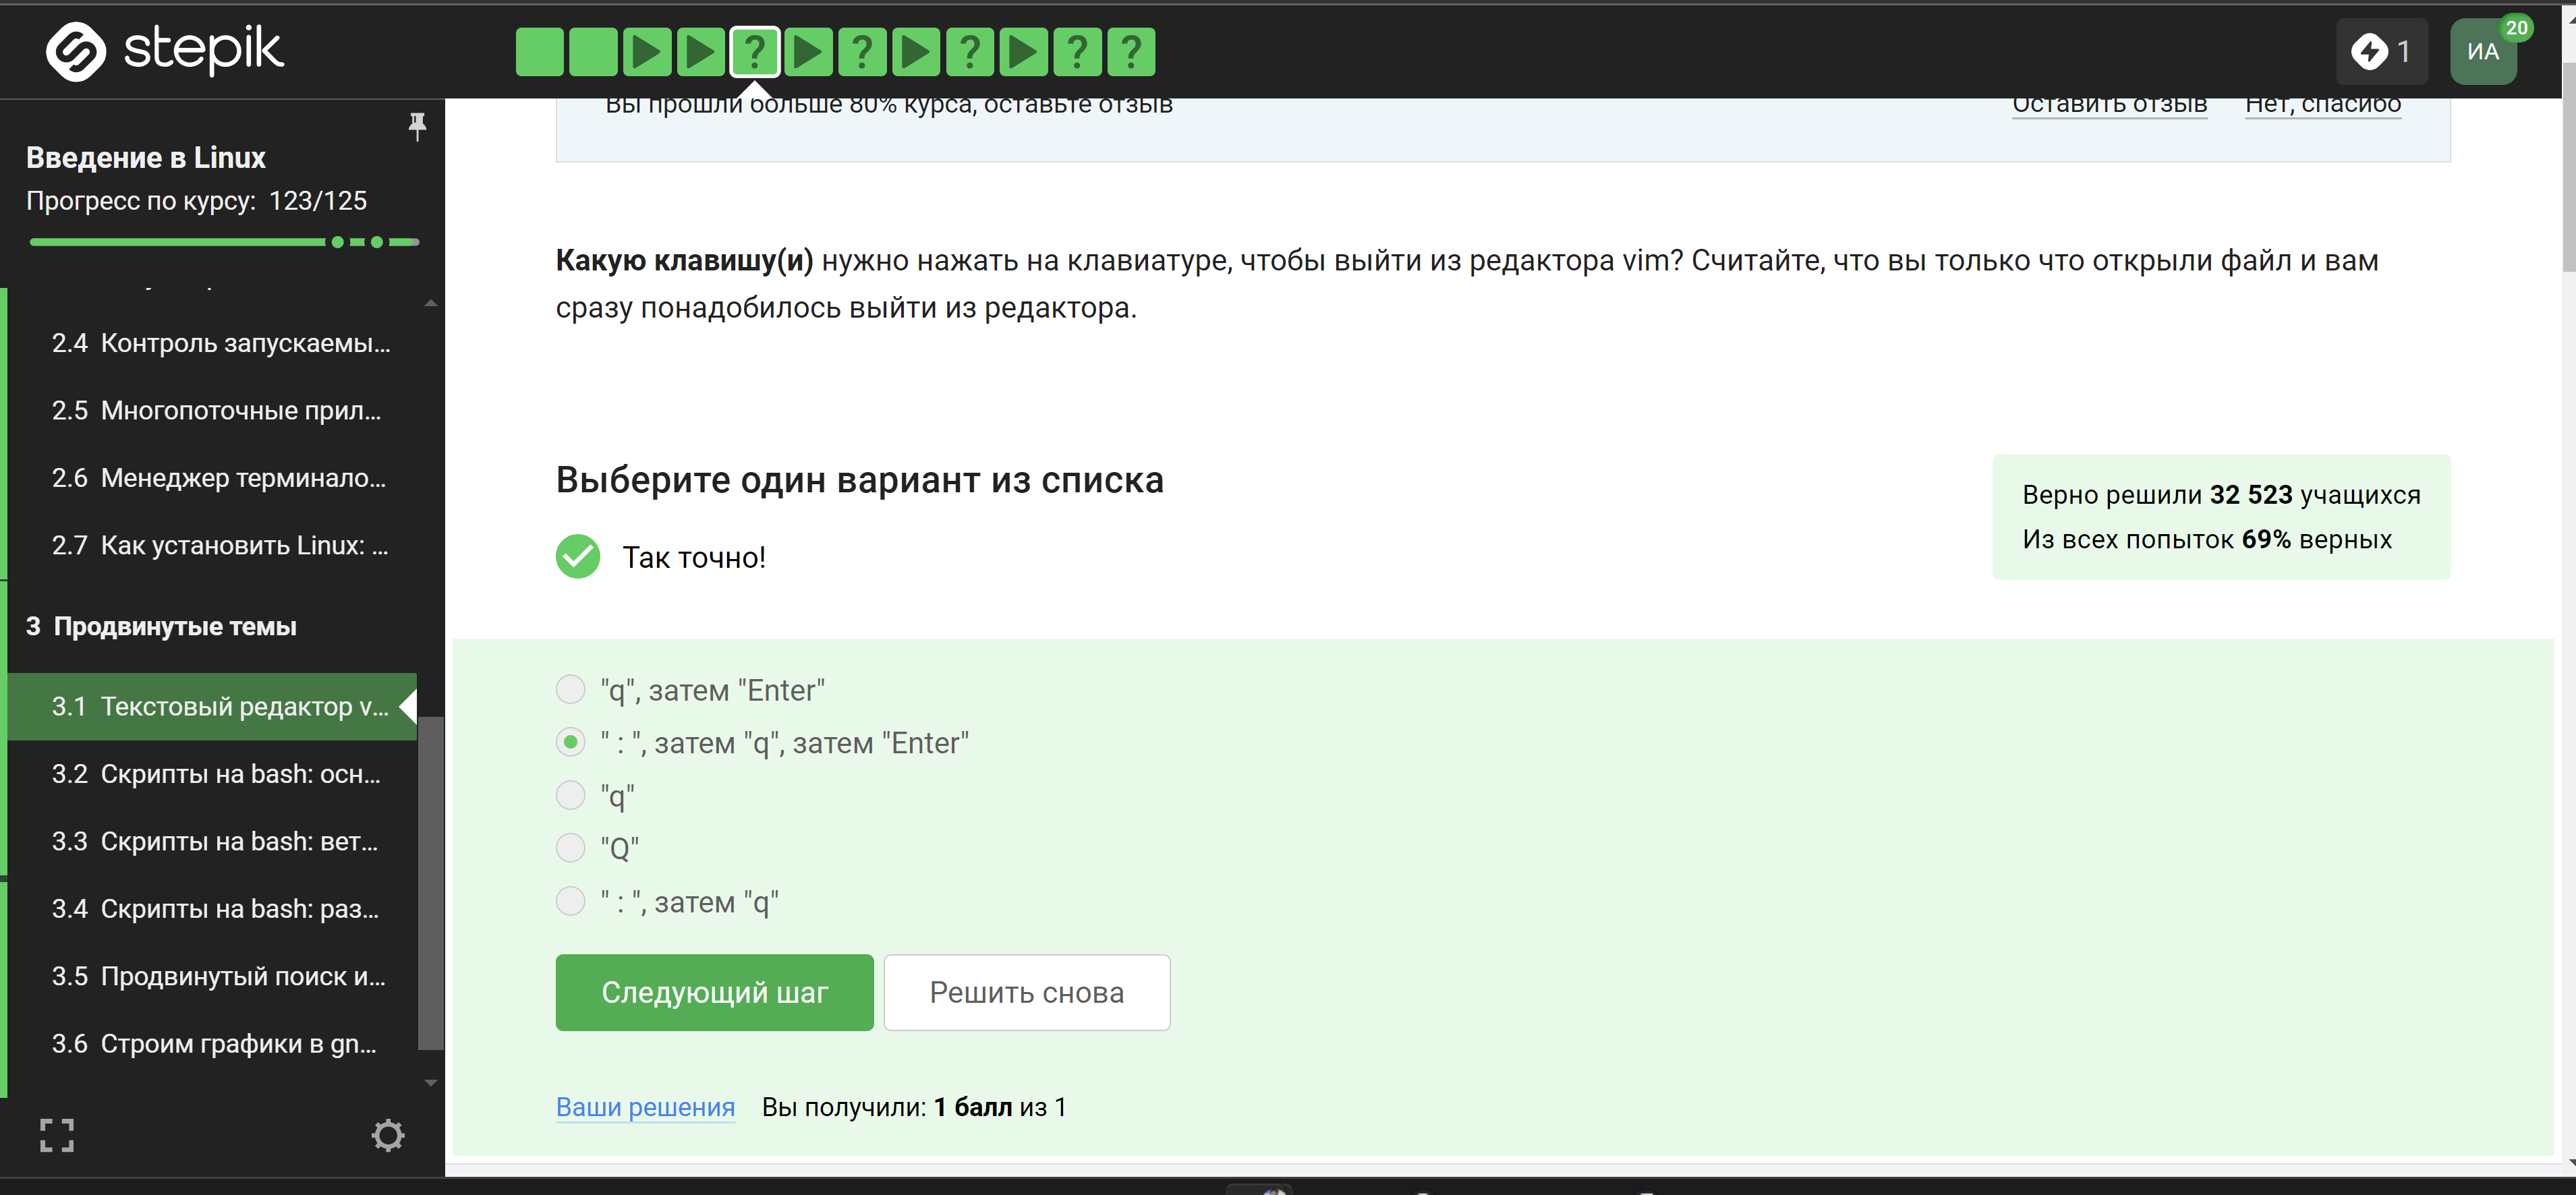 stepik
? ? ? ? ?
1
ИА
20
Введение в Linux
Прогресс по курсу: 123/125
2.4 Контроль запускаемы...
2.5 Многопоточные прил...
2.6 Менеджер терминало...
2.7 Как установить Linux: ...
3 Продвинутые темы
3.1 Текстовый редактор v...
3.2 Скрипты на bash: осн...
3.3 Скрипты на bash: вет...
3.4 Скрипты на bash: раз...
3.5 Продвинутый поиск и...
3.6 Строим графики в gn...
Вы прошли больше 80% курса, оставьте отзыв
Оставить отзыв Нет, спасибо
Какую клавишу(и) нужно нажать на клавиатуре, чтобы выйти из редактора vim? Считайте, что вы только что открыли файл и вам
сразу понадобилось выйти из редактора.
Выберите один вариант из списка
Так точно!
Верно решили 32 523 учащихся
Из всех попыток 69% верных
"q", затем "Enter"
" : ", затем "q", затем "Enter"
"q"
"Q"
" : ", затем "q"
Следующий шаг
Решить снова
Ваши решения Вы получили: 1 балл из 1